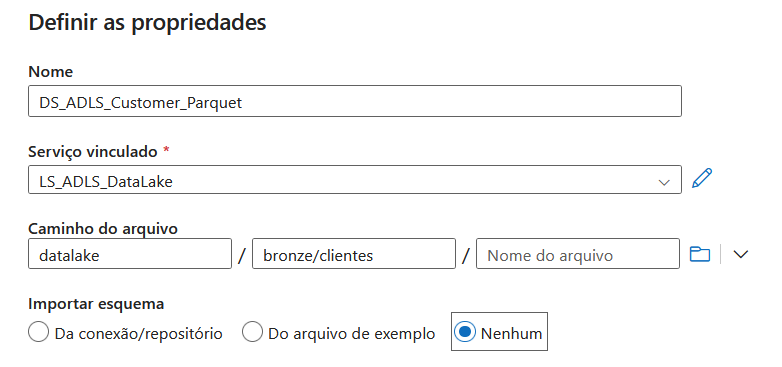 Definir as propriedades
Nome
DS_ADLS_Customer_Parquet
Serviço vinculado *
LS_ADLS_DataLake
Caminho do arquivo
datalake / bronze/clientes / Nome do arquivo
Importar esquema
Da conexão/repositório Do arquivo de exemplo Nenhum